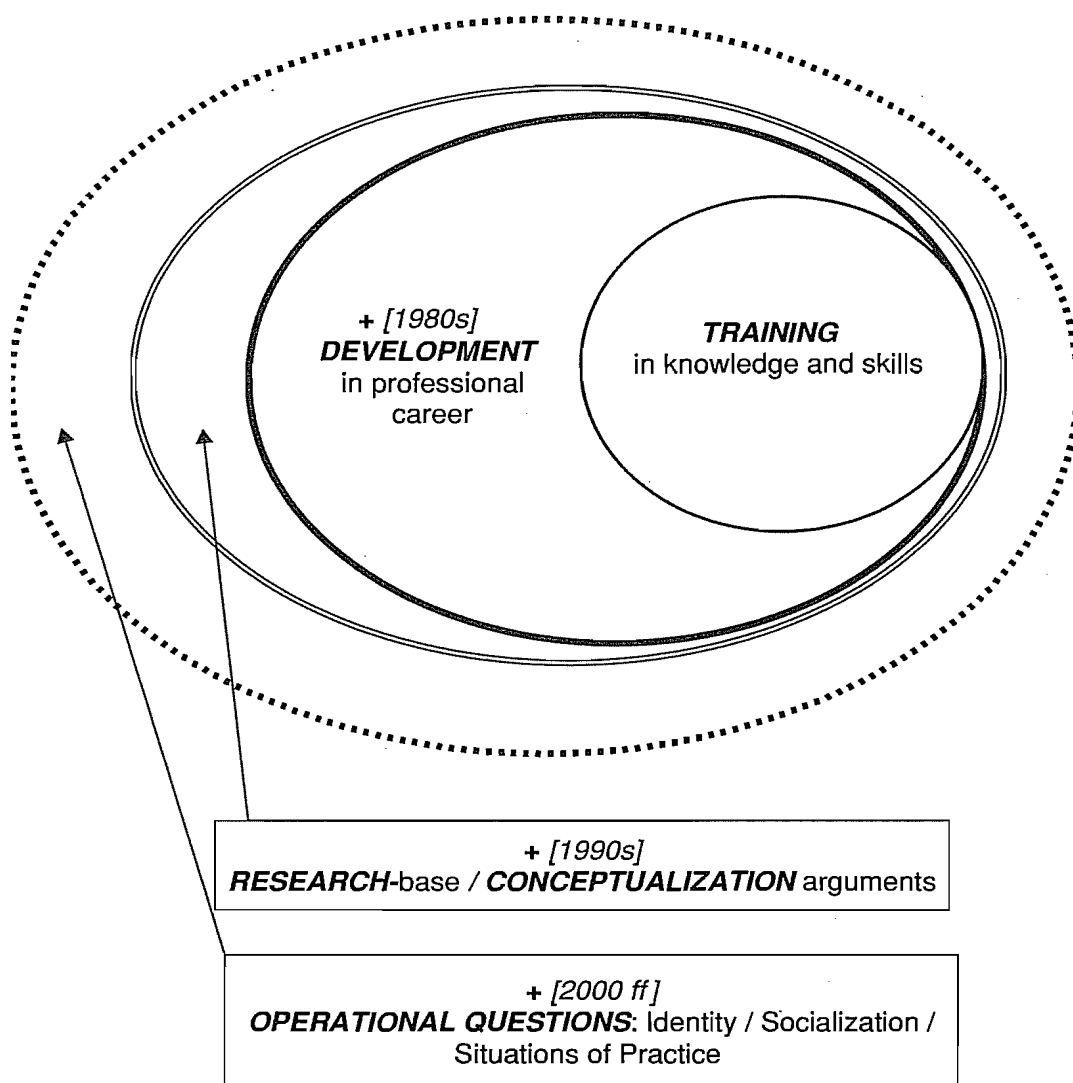 + [1980s]
DEVELOPMENT
in professional
career
TRAINING
in knowledge and skills
+ [1990s]
RESEARCH-base / CONCEPTUALIZATION arguments
+ [2000 ff]
OPERATIONAL QUESTIONS: Identity / Socialization /
Situations of Practice